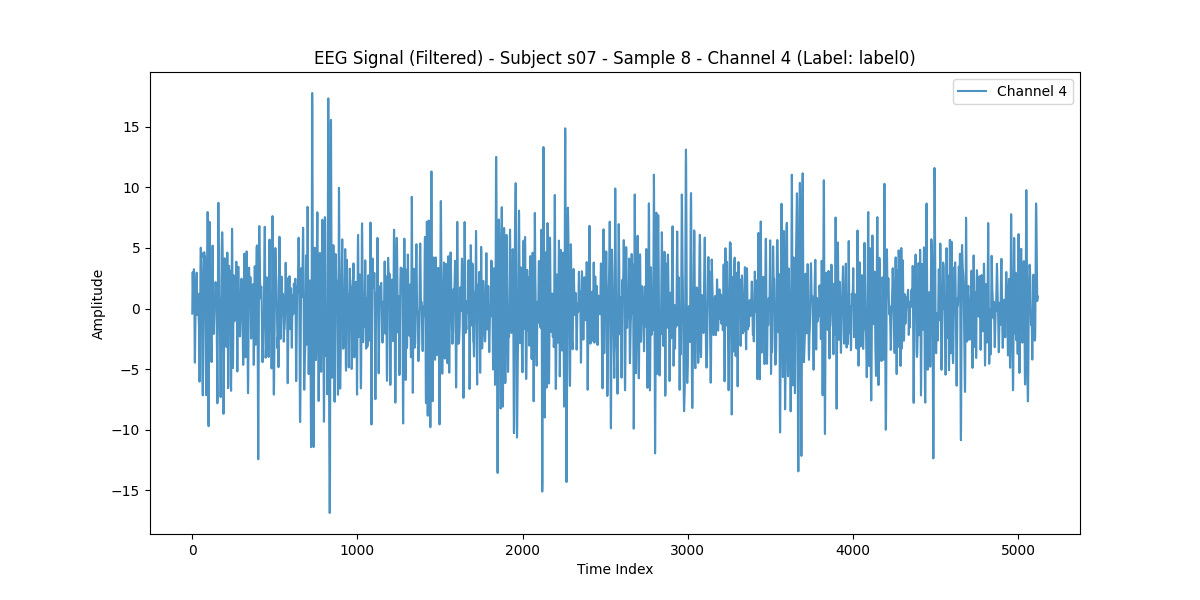 EEG Signal (Filtered) - Subject s07 - Sample 8 - Channel 4 (Label: label0)
Channel 4
Amplitude
15
10
5
0
−5
−10
−15
0 1000 2000 3000 4000 5000
Time Index